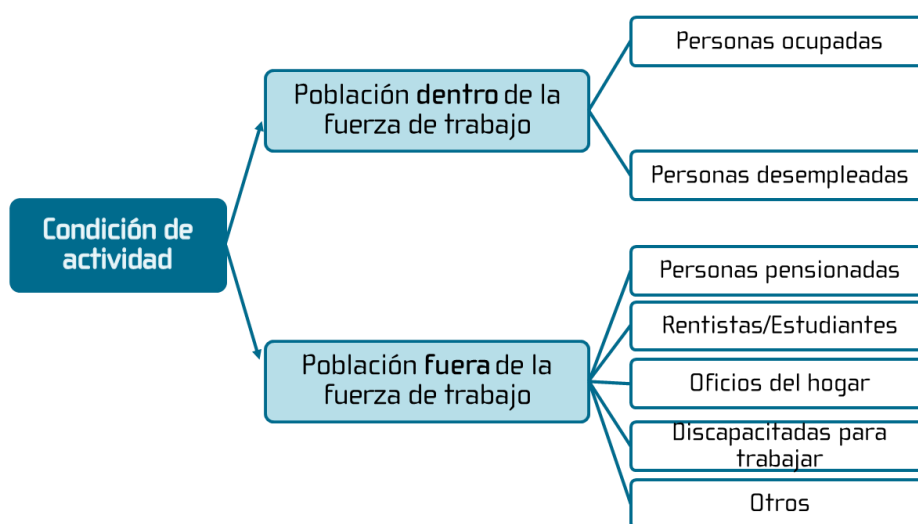 Condición de
actividad
Población dentro de la
fuerza de trabajo
Personas ocupadas
Personas desempleadas
Población fuera de la
fuerza de trabajo
Personas pensionadas
Rentistas/Estudiantes
Oficios del hogar
Discapacitadas para
trabajar
Otros